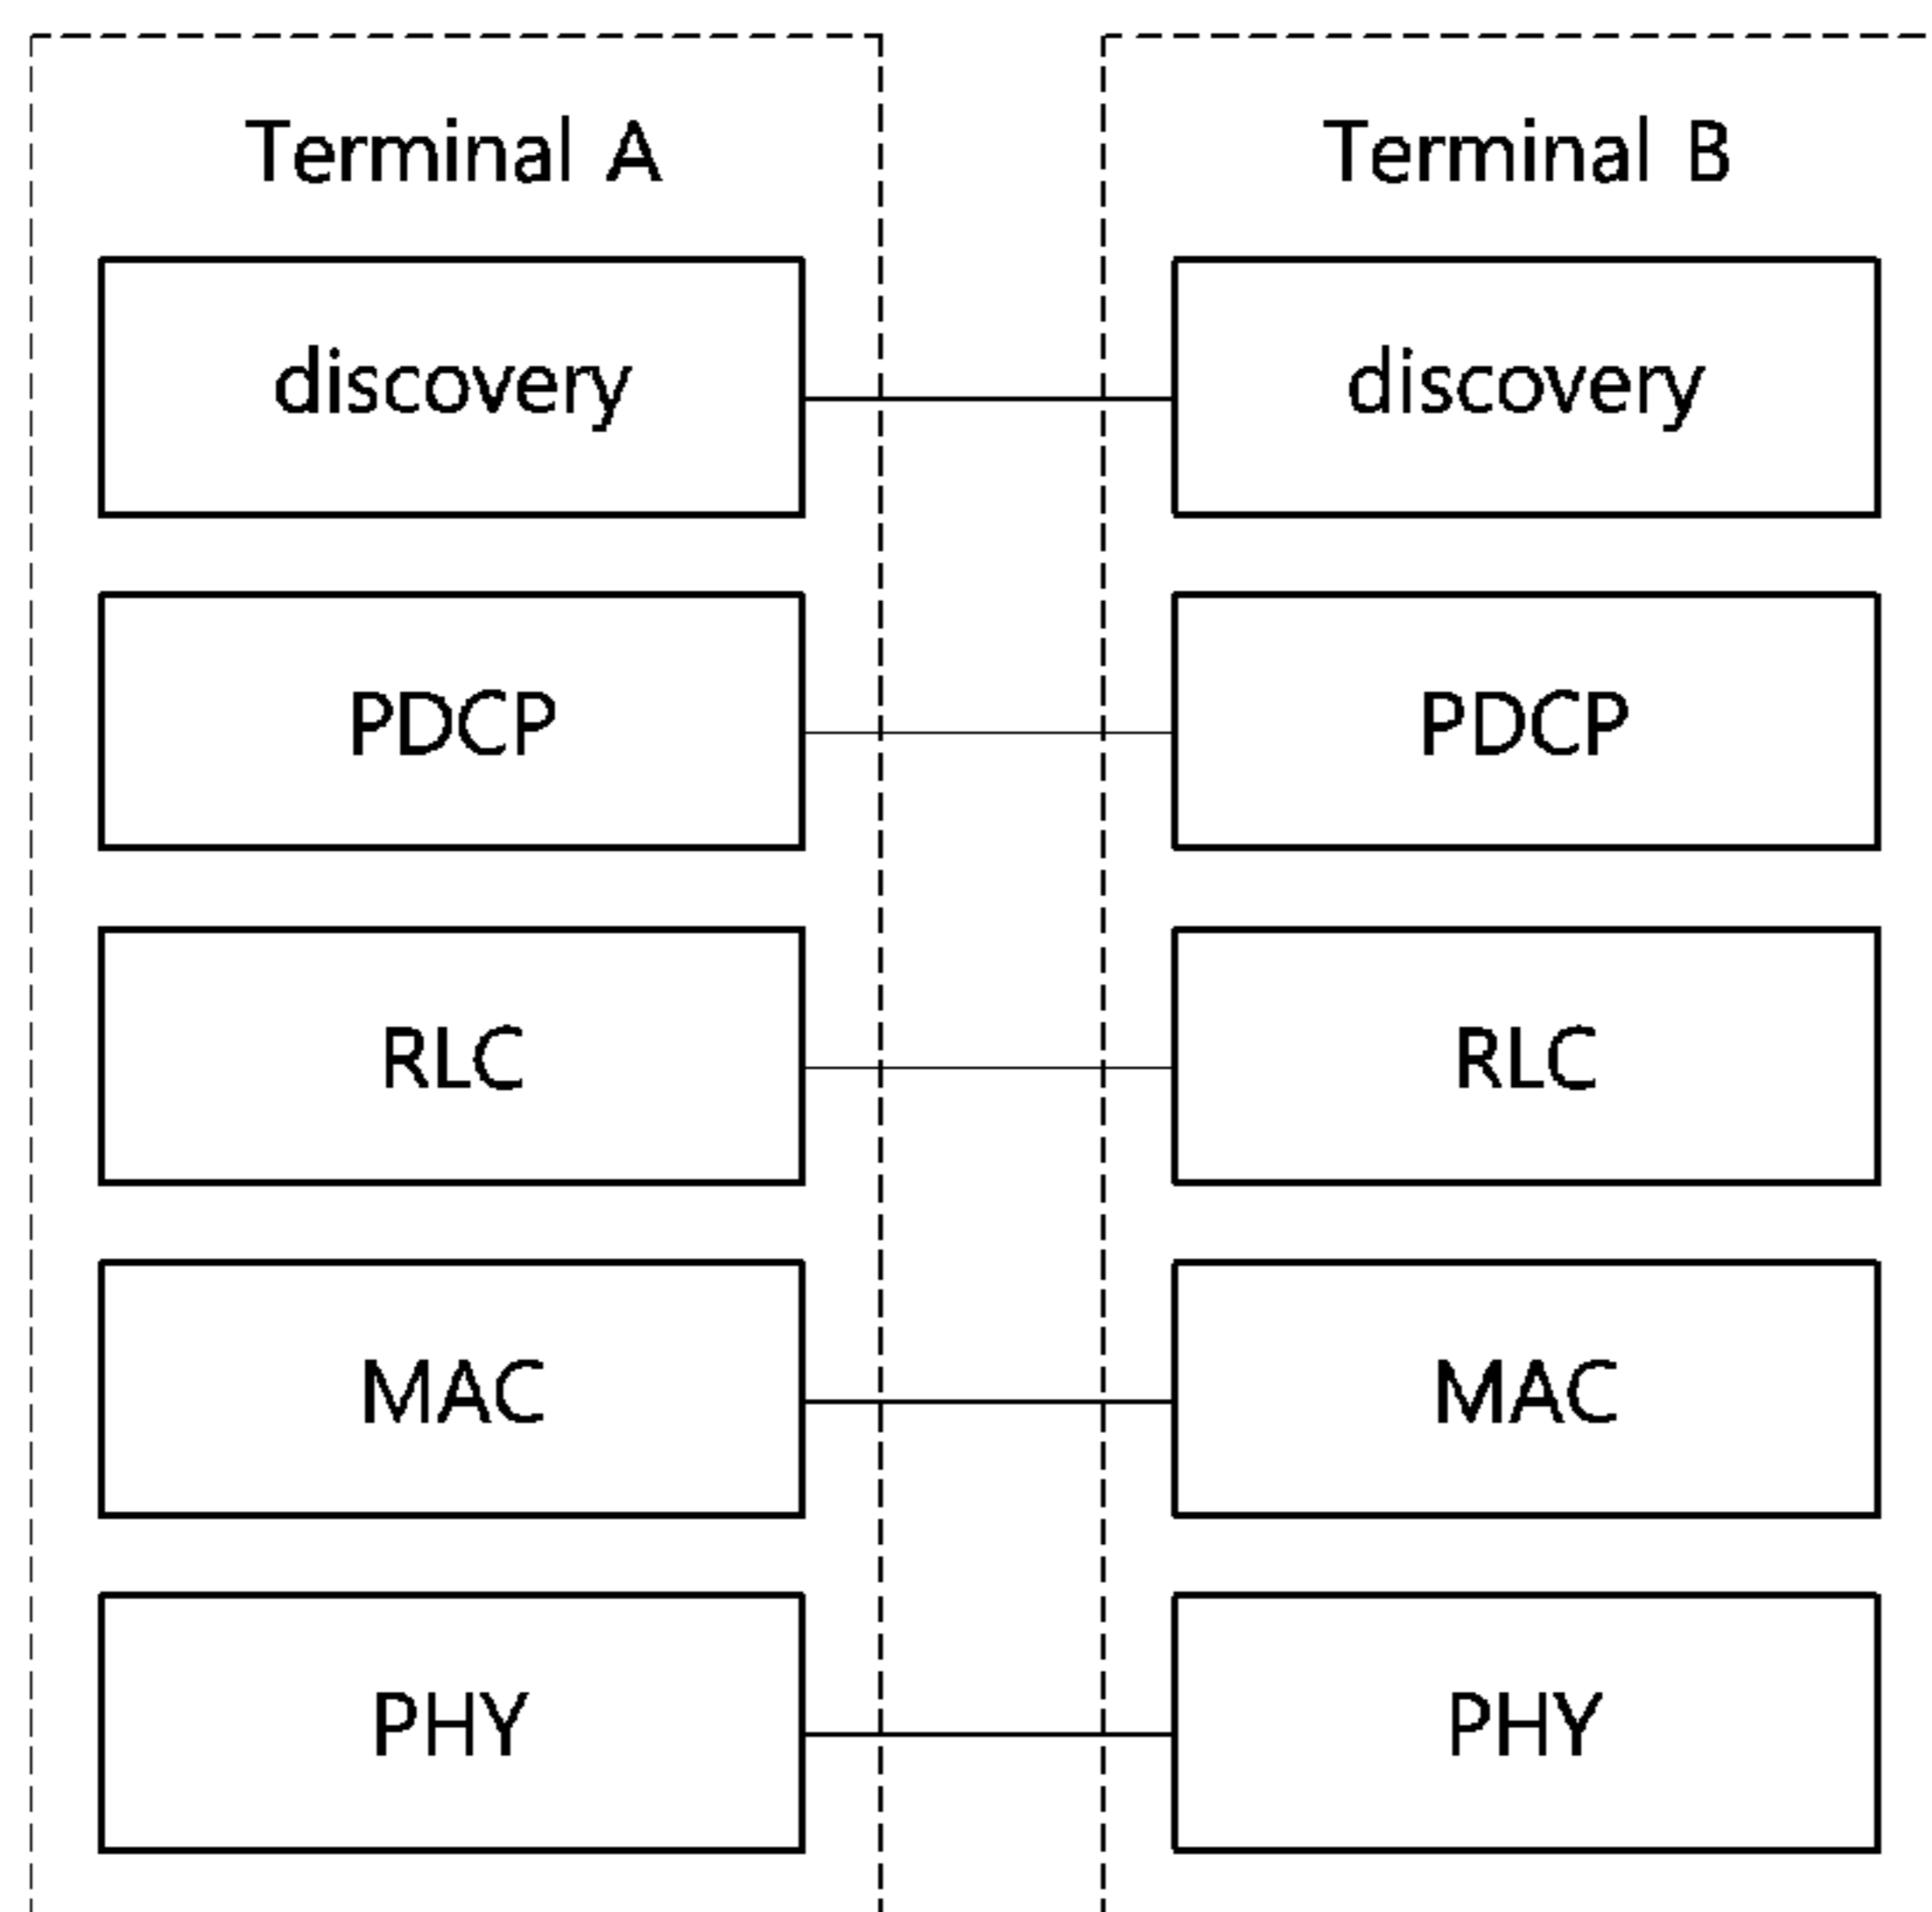 Terminal A
Terminal B
discovery
discovery
PDCP
PDCP
RLC
RLC
MAC
MAC
PHY
PHY